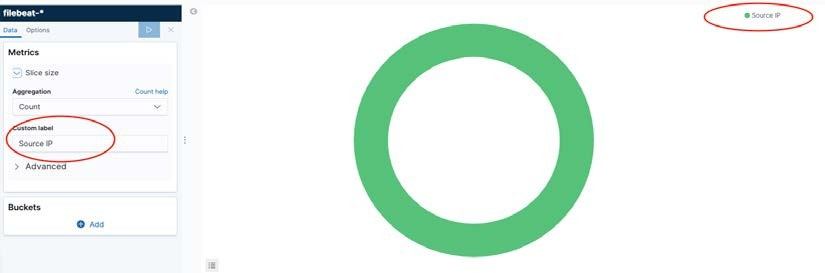 filebeat-*
Data Options
Metrics
Slice size
Aggregation Count help
Count
Custom label
Source IP
Advanced
Buckets
Add
Source IP